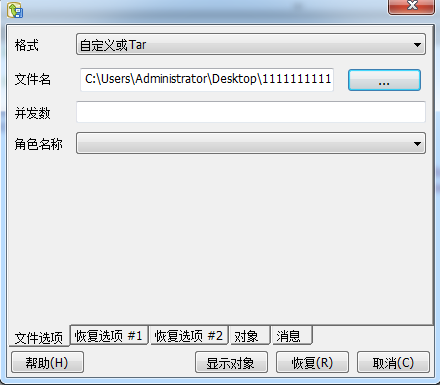 格式 自定义或Tar
文件名 C:\Users\Administrator\Desktop\1111111111 ...
并发数
角色名称
文件选项 恢复选项 #1 恢复选项 #2 对象 消息
帮助(H) 显示对象 恢复(R) 取消(C)